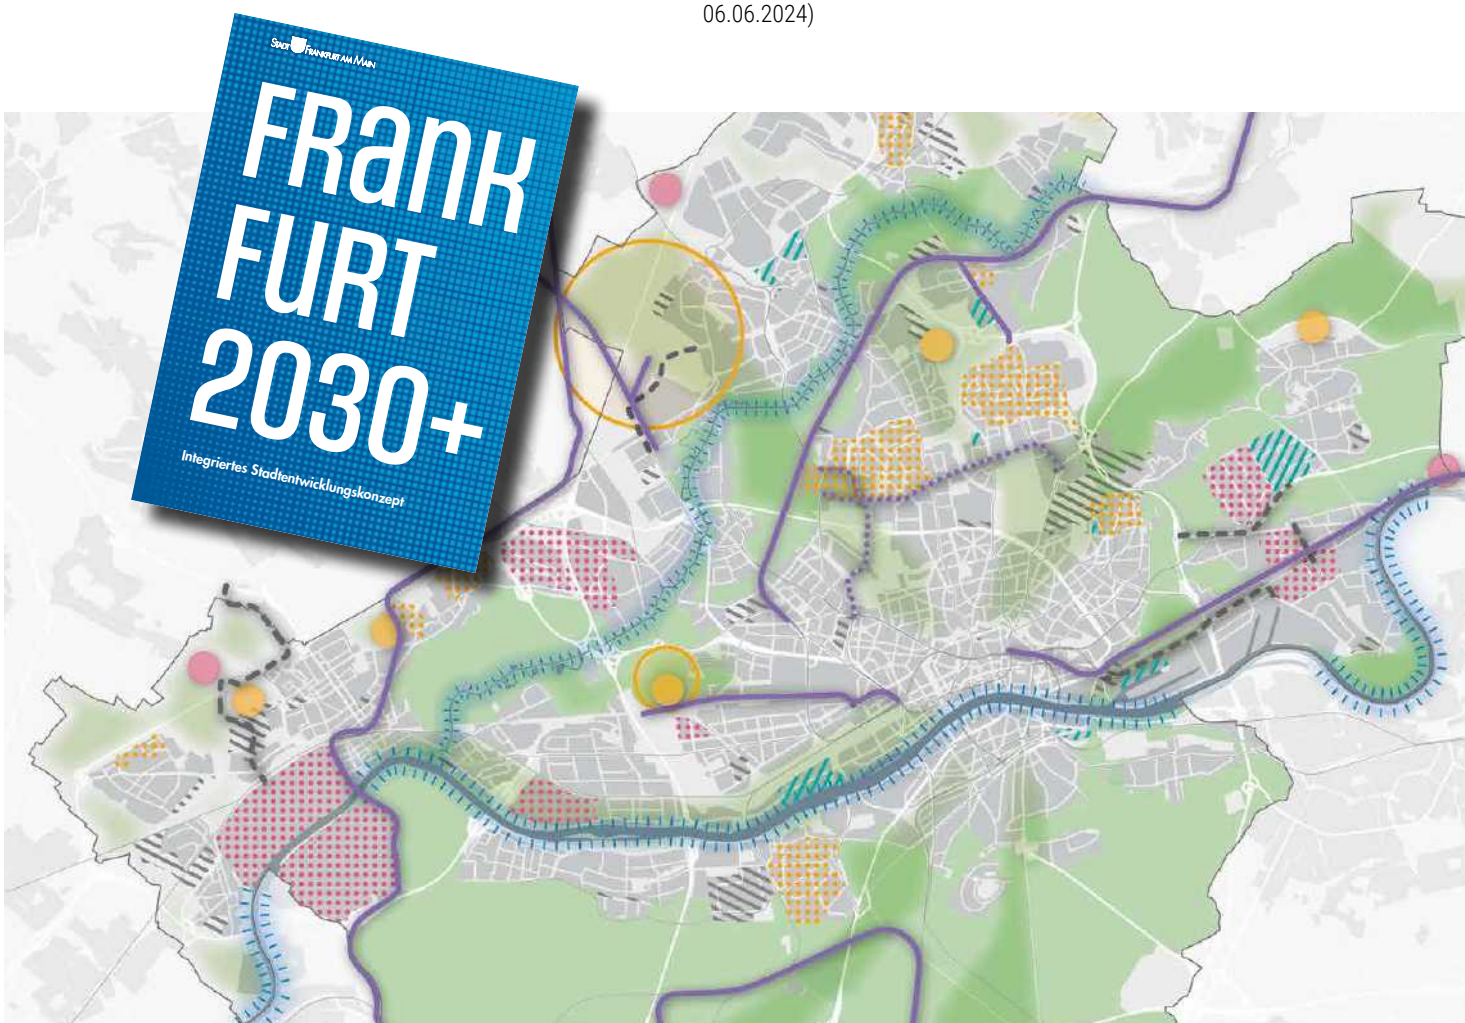 06.06.2024)
STADT FRANKFURT AM MAIN
FRANK
FURT
2030+
Integriertes Stadtentwicklungskonzept